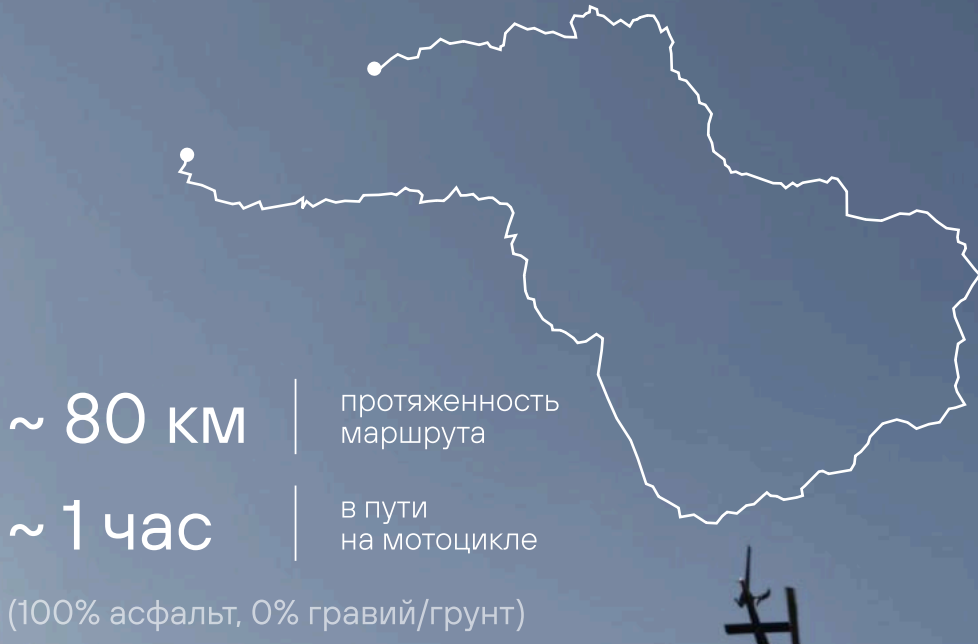 ~ 80 км
протяженность
маршрута
~ 1 час
в пути
на мотоцикле
(100% асфальт, 0% гравий/грунт)